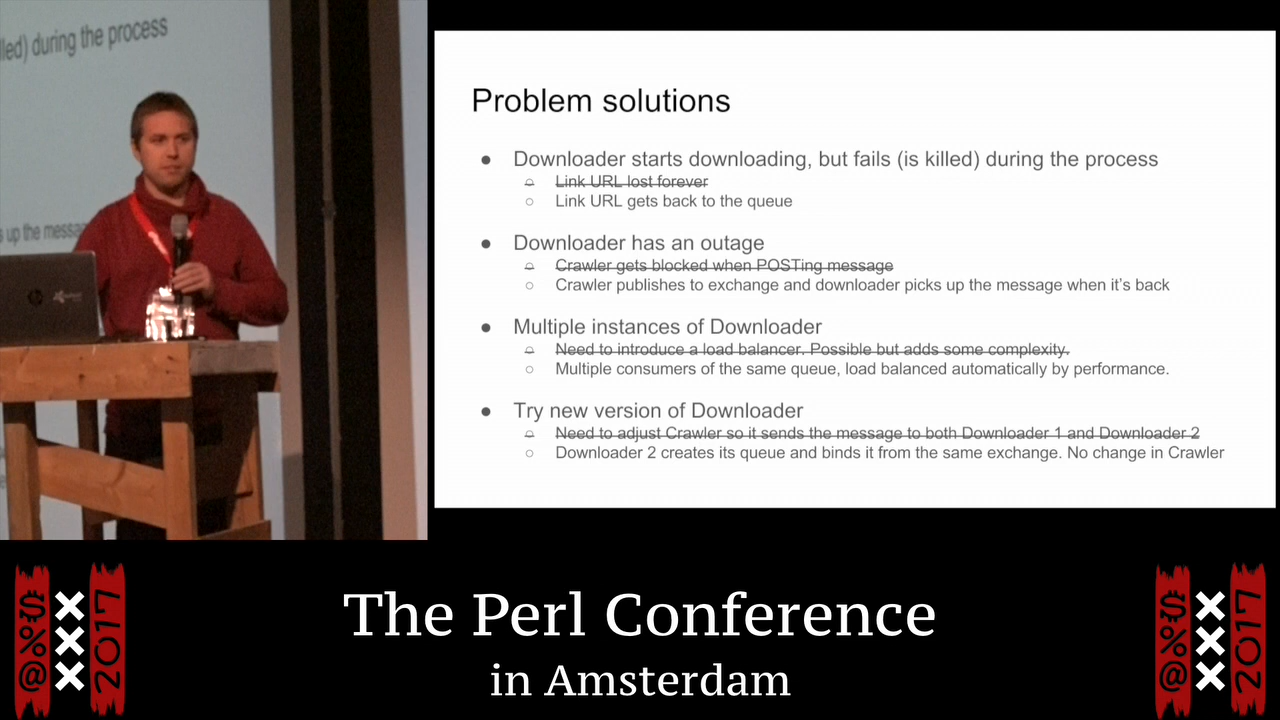 lled) during the process
s up the messag
hp
Problem solutions
● Downloader starts downloading, but fails (is killed) during the process
○ Link URL lost forever
○ Link URL gets back to the queue
● Downloader has an outage
○ Crawler gets blocked when POSTing message
○ Crawler publishes to exchange and downloader picks up the message when it's back
● Multiple instances of Downloader
○ Need to introduce a load balancer. Possible but adds some complexity.
○ Multiple consumers of the same queue, load balanced automatically by performance.
● Try new version of Downloader
○ Need to adjust Crawler so it sends the message to both Downloader 1 and Downloader 2
○ Downloader 2 creates its queue and binds it from the same exchange. No change in Crawler
The Perl Conference
in Amsterdam
@%$ XXX 2017
@%$ XXX 2017